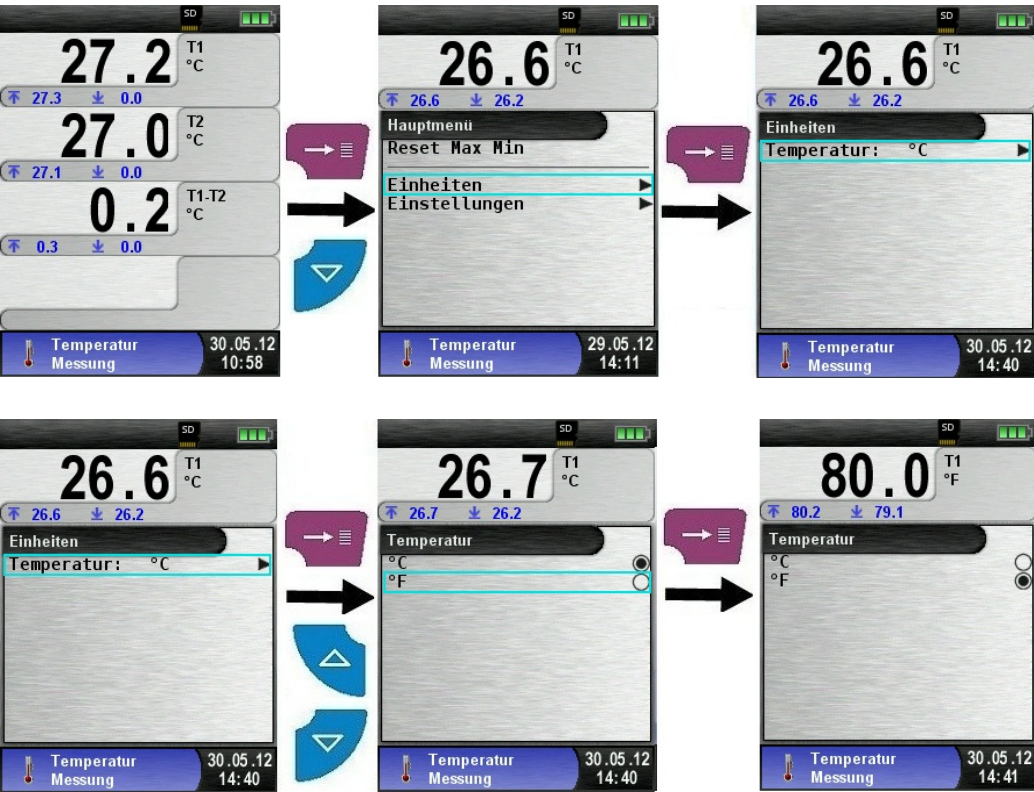 SD
27.2 T1 °C
27.3 0.0
27.0 T2 °C
27.1 0.0
0.2 T1-T2 °C
0.3 0.0
Temperatur 30.05.12
Messung 10:58
SD
26.6 T1 °C
26.6 26.2
Hauptmenü
Reset Max Min
Einheiten
Einstellungen
Temperatur 29.05.12
Messung 14:11
SD
26.6 T1 °C
26.6 26.2
Einheiten
Temperatur: °C
Temperatur 30.05.12
Messung 14:40
SD
26.6 T1 °C
26.6 26.2
Einheiten
Temperatur: °C
Temperatur 30.05.12
Messung 14:40
SD
26.7 T1 °C
26.7 26.2
Temperatur
°C
°F
Temperatur 30.05.12
Messung 14:40
SD
80.0 T1 °F
80.2 79.1
Temperatur
°C
°F
Temperatur 30.05.12
Messung 14:41